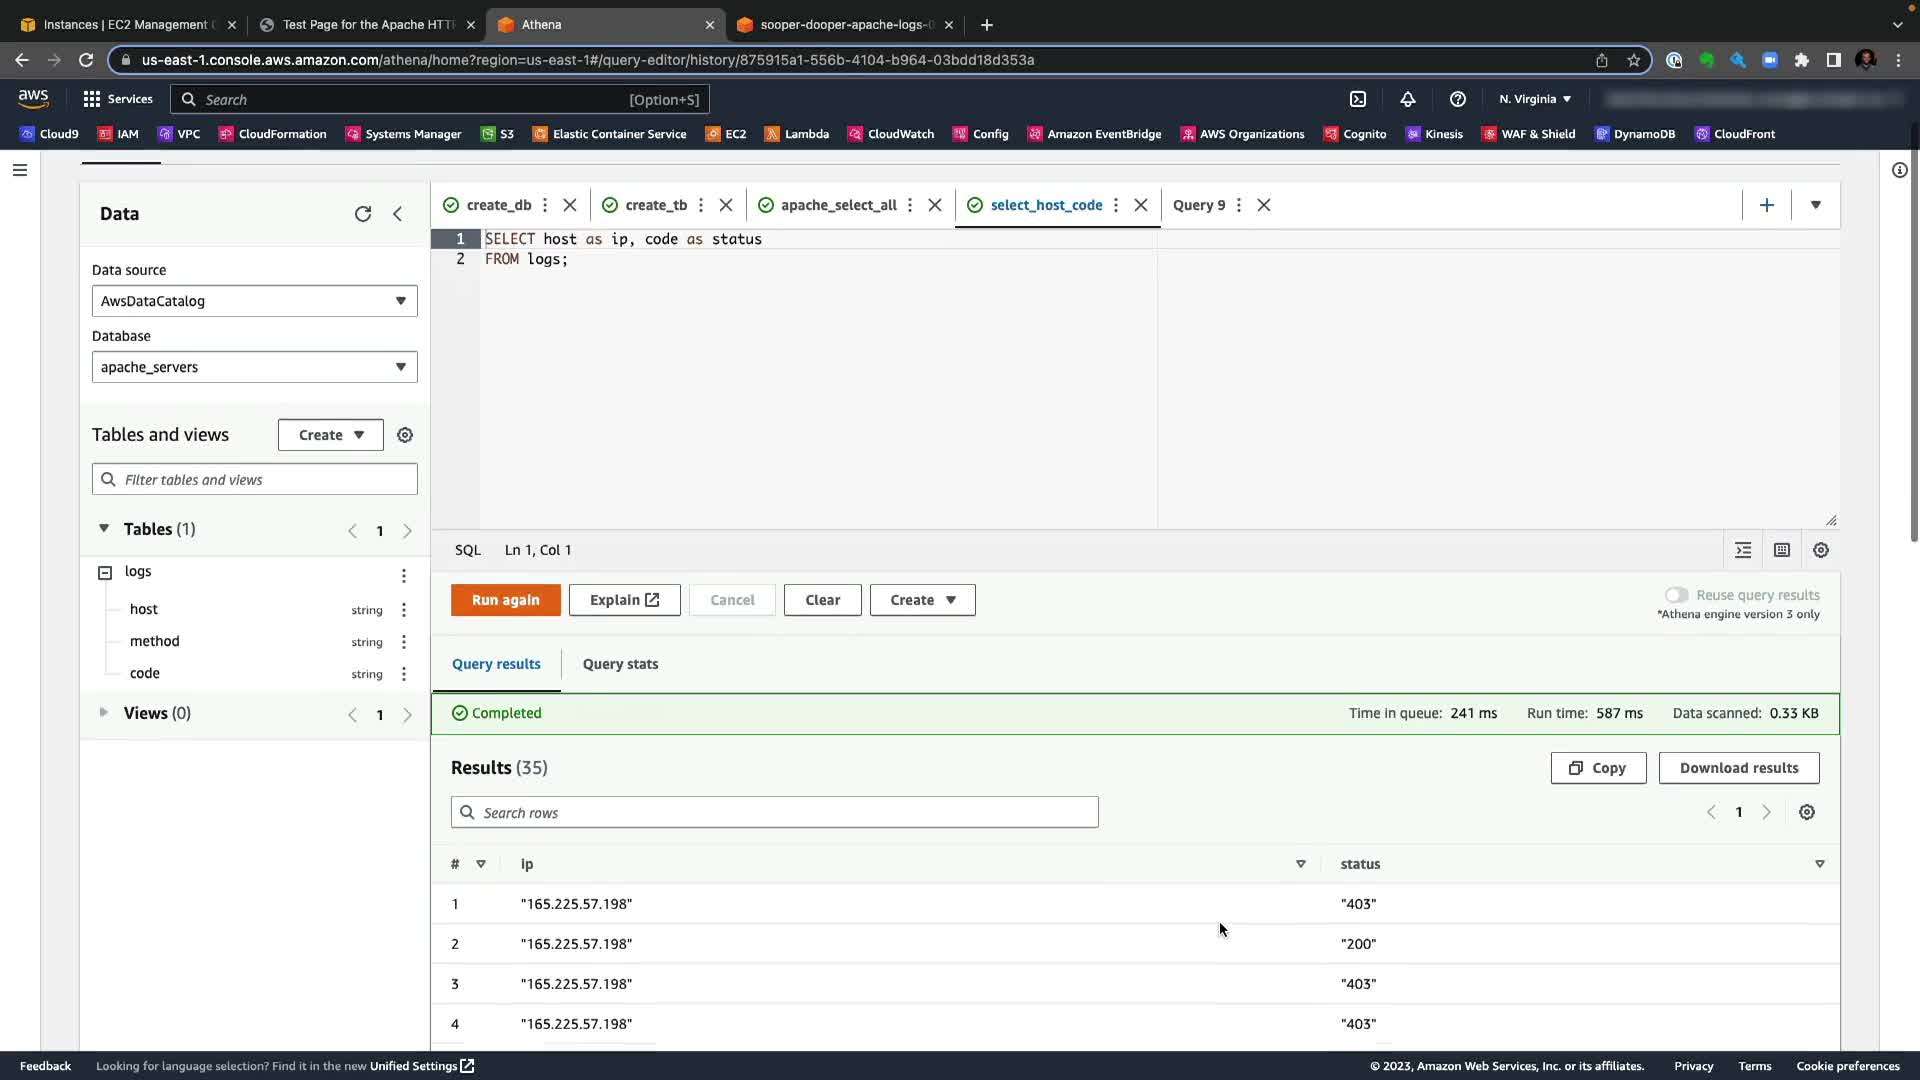 Instances | EC2 Management C
Test Page for the Apache HTT
Athena
sooper-dooper-apache-logs-0
us-east-1.console.aws.amazon.com/athena/home?region=us-east-1#/query-editor/history/875915a1-556b-4104-b964-03bdd18d353a
aws
Services
Search
[Option+S]
N. Virginia
Cloud9
IAM
VPC
CloudFormation
Systems Manager
S3
Elastic Container Service
EC2
Lambda
CloudWatch
Config
Amazon EventBridge
AWS Organizations
Cognito
Kinesis
WAF & Shield
DynamoDB
CloudFront
Data
Data source
AwsDataCatalog
Database
apache_servers
Tables and views
Create
Filter tables and views
Tables (1)
1
logs
host string
method string
code string
Views (0)
1
create_db
create_tb
apache_select_all
select_host_code
Query 9
1 SELECT host as ip, code as status
2 FROM logs;
SQL Ln 1, Col 1
Run again
Explain
Cancel
Clear
Create
Reuse query results
*Athena engine version 3 only
Query results
Query stats
Completed
Time in queue: 241 ms
Run time: 587 ms
Data scanned: 0.33 KB
Results (35)
Copy
Download results
Search rows
1
# ip status
1 "165.225.57.198" "403"
2 "165.225.57.198" "200"
3 "165.225.57.198" "403"
4 "165.225.57.198" "403"
Feedback
Looking for language selection? Find it in the new Unified Settings
© 2023, Amazon Web Services, Inc. or its affiliates.
Privacy
Terms
Cookie preferences